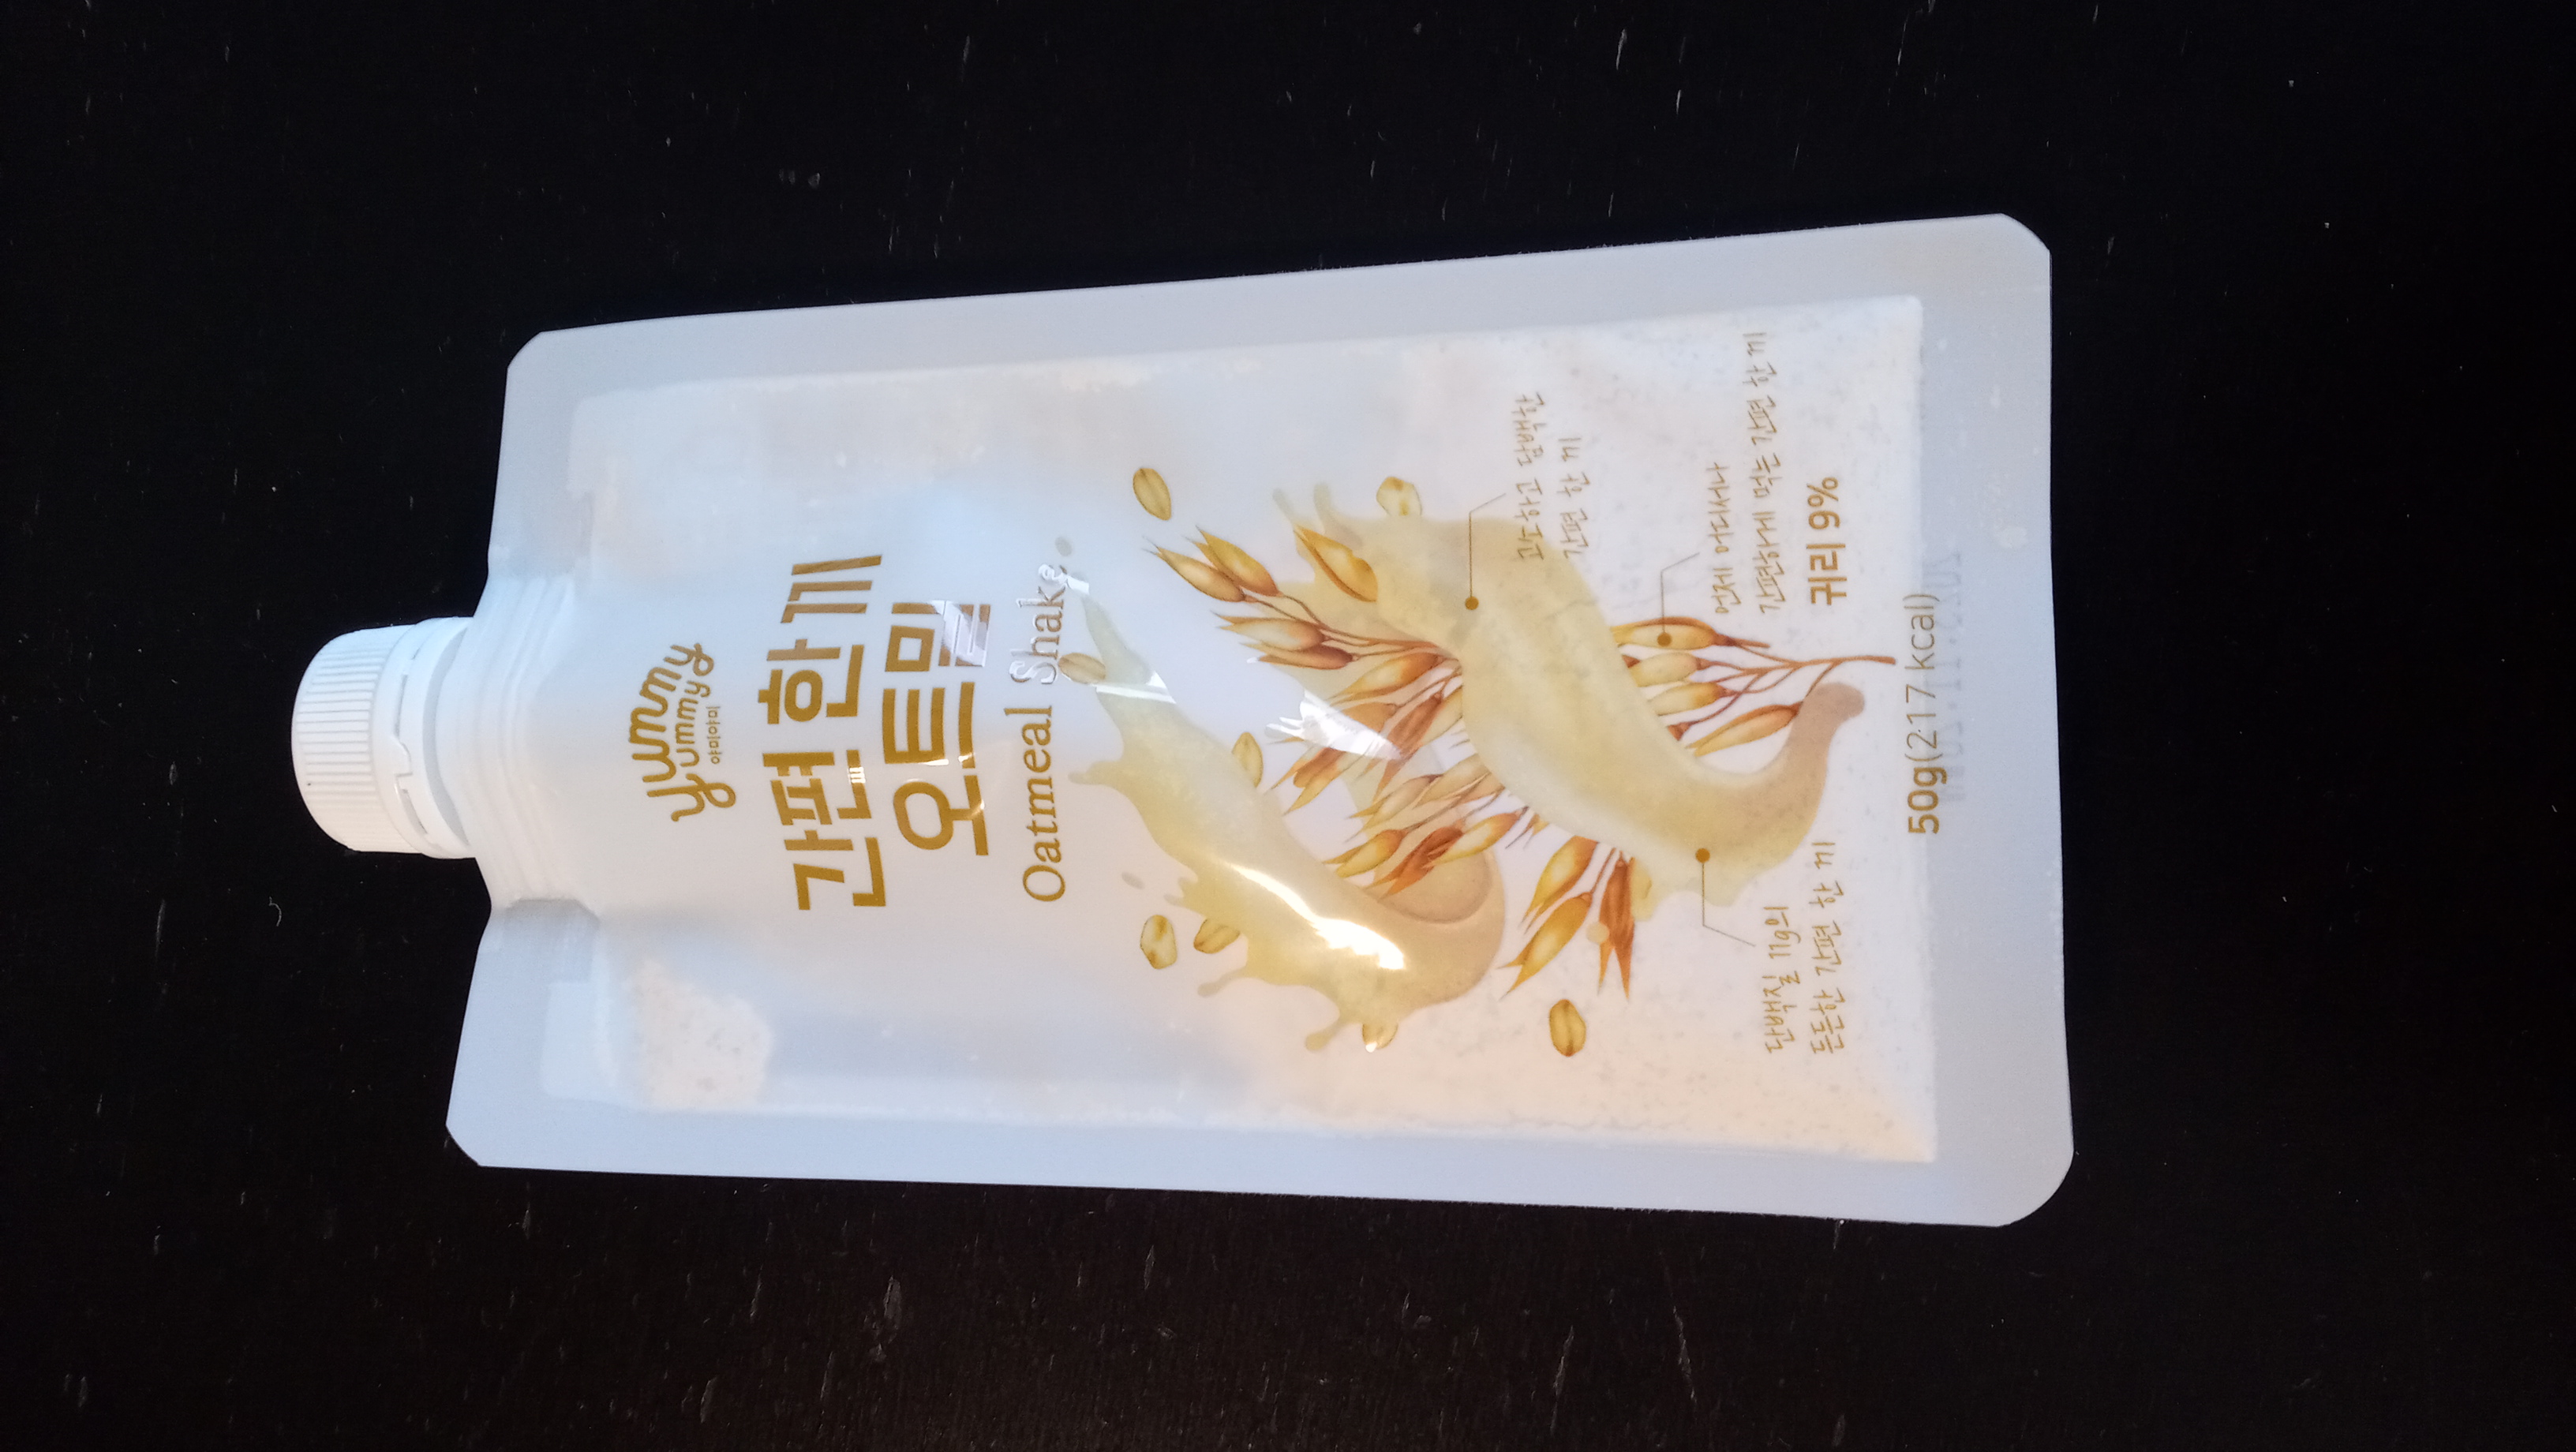 yummy
yummy
야미야미
간편 한 끼
오트밀
Oatmeal Shake
고소하고 담백한
간편 한 끼
언제 어디서나
간편하게 먹는 간편 한 끼
귀리 9%
단백질 11g의
든든한 간편 한 끼
50g(217 kcal)